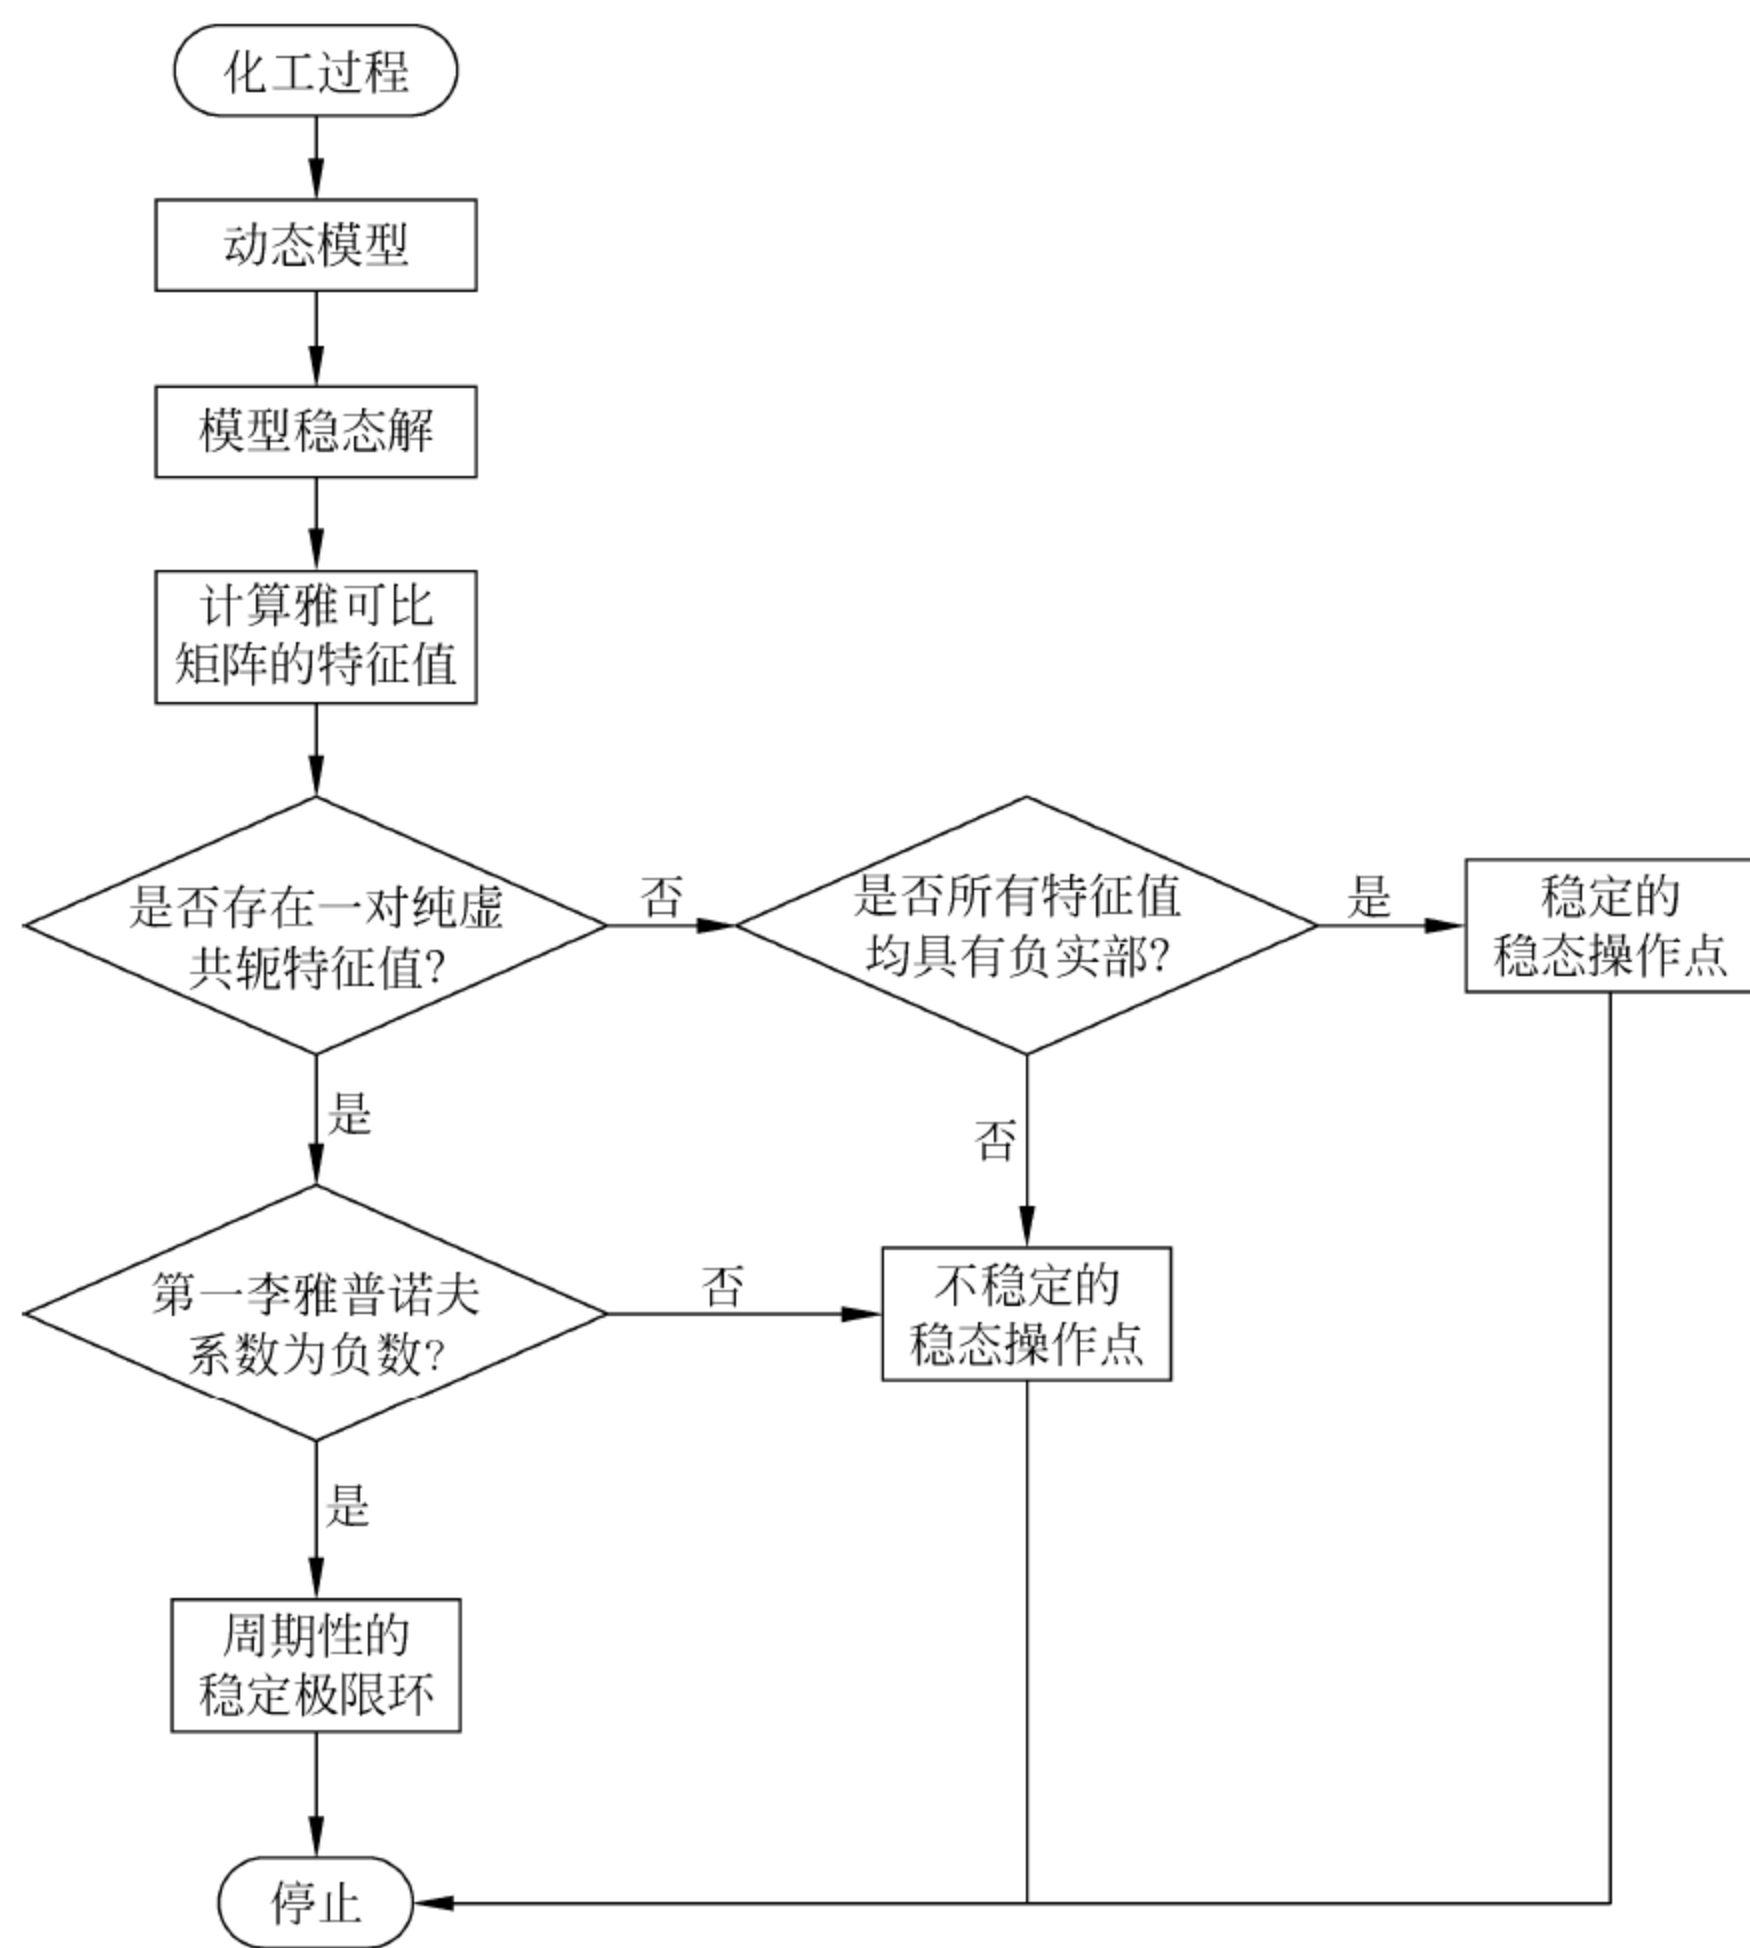 化工过程
动态模型
模型稳态解
计算雅可比
矩阵的特征值
是否存在一对纯虚
共轭特征值?
否
是否所有特征值
均具有负实部?
是
稳定的
稳态操作点
是
否
第一李雅普诺夫
系数为负数?
否
不稳定的
稳态操作点
是
周期性的
稳定极限环
停止